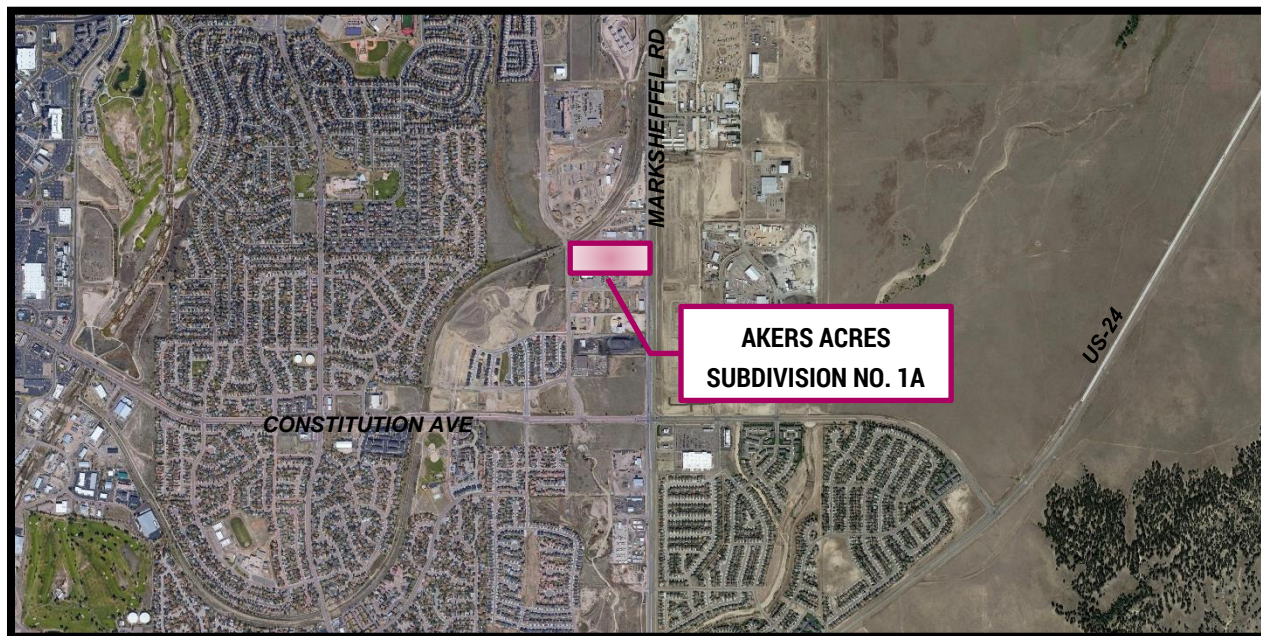 MARKSHEFFEL RD
AKERS ACRES
SUBDIVISION NO. 1A
US-24
CONSTITUTION AVE